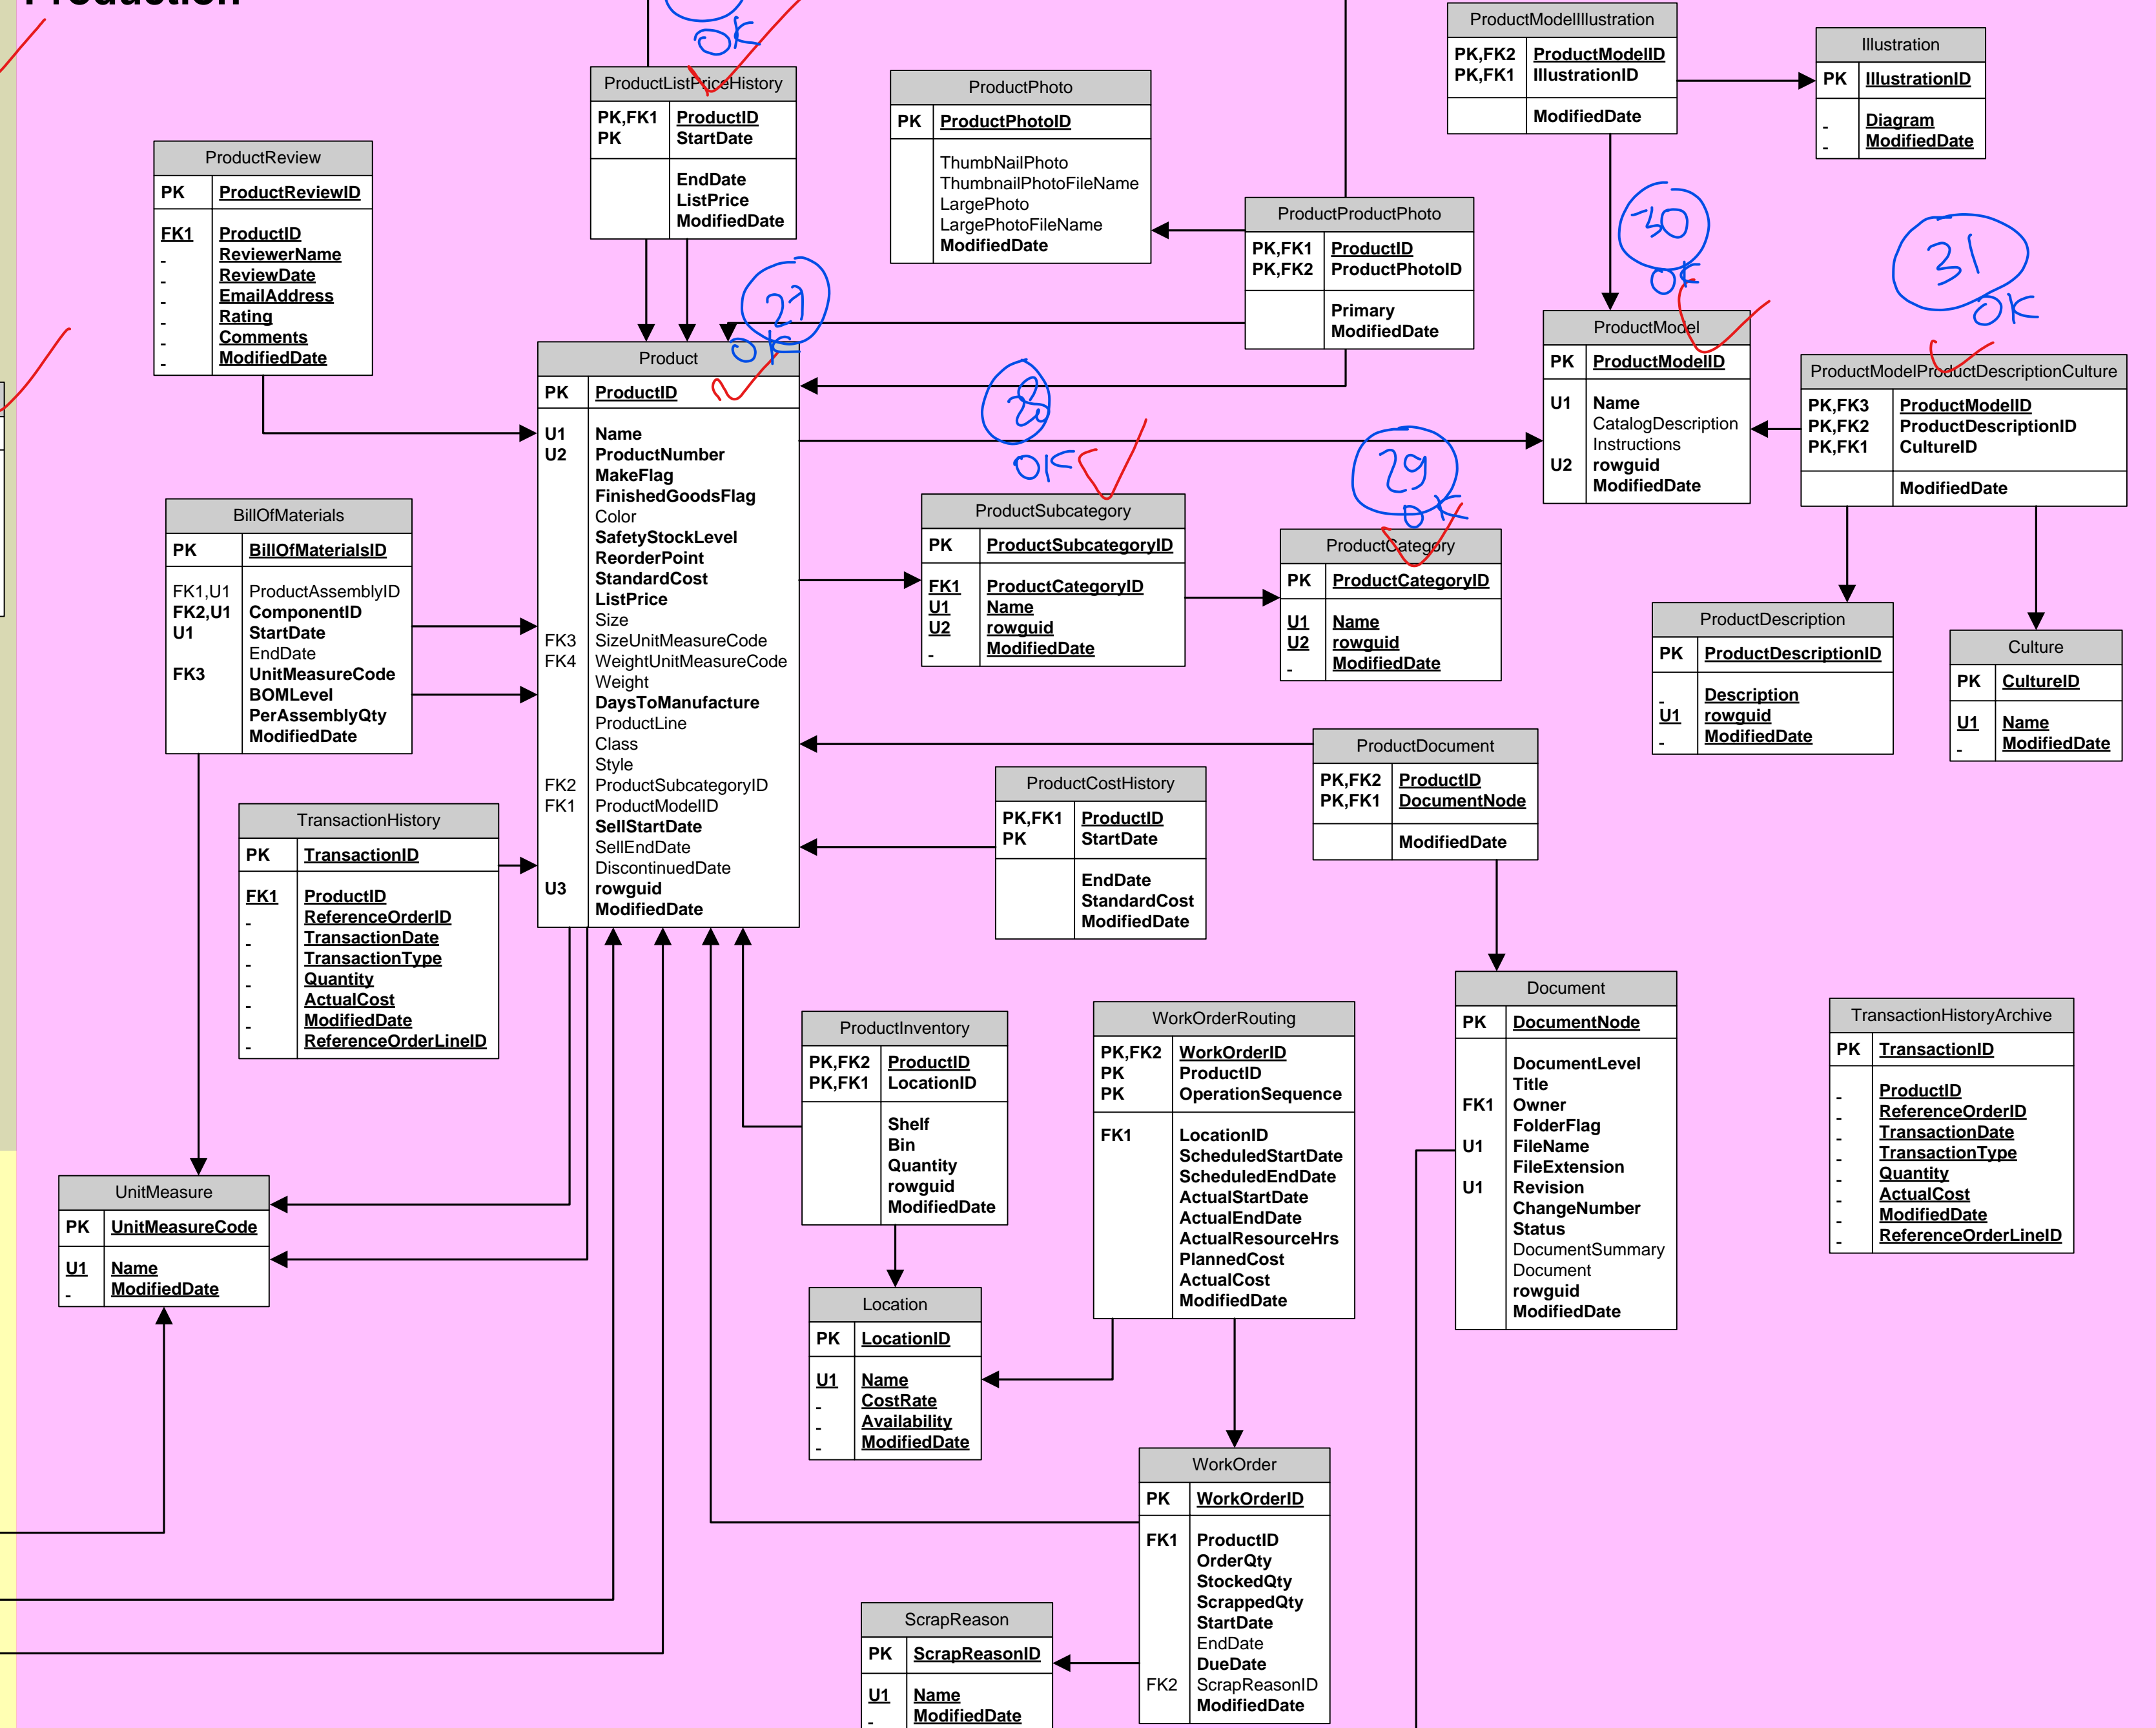 Production
OK
ProductListPriceHistory
PK,FK1 ProductID
PK StartDate
EndDate
ListPrice
ModifiedDate
ProductPhoto
PK ProductPhotoID
ThumbNailPhoto
ThumbnailPhotoFileName
LargePhoto
LargePhotoFileName
ModifiedDate
ProductModelIllustration
PK,FK2 ProductModelID
PK,FK1 IllustrationID
ModifiedDate
Illustration
PK IllustrationID
- Diagram
- ModifiedDate
ProductReview
PK ProductReviewID
FK1 ProductID
- ReviewerName
- ReviewDate
- EmailAddress
- Rating
- Comments
- ModifiedDate
ProductProductPhoto
PK,FK1 ProductID
PK,FK2 ProductPhotoID
Primary
ModifiedDate
30
OK
31
OK
27
OK
Product
PK ProductID
U1 Name
U2 ProductNumber
MakeFlag
FinishedGoodsFlag
Color
SafetyStockLevel
ReorderPoint
StandardCost
ListPrice
Size
FK3 SizeUnitMeasureCode
FK4 WeightUnitMeasureCode
Weight
DaysToManufacture
ProductLine
Class
Style
FK2 ProductSubcategoryID
FK1 ProductModelID
SellStartDate
SellEndDate
DiscontinuedDate
U3 rowguid
ModifiedDate
ProductModel
PK ProductModelID
U1 Name
CatalogDescription
Instructions
U2 rowguid
ModifiedDate
ProductModelProductDescriptionCulture
PK,FK3 ProductModelID
PK,FK2 ProductDescriptionID
PK,FK1 CultureID
ModifiedDate
OK
29
OK
BillOfMaterials
PK BillOfMaterialsID
FK1,U1 ProductAssemblyID
FK2,U1 ComponentID
U1 StartDate
EndDate
FK3 UnitMeasureCode
BOMLevel
PerAssemblyQty
ModifiedDate
ProductSubcategory
PK ProductSubcategoryID
FK1 ProductCategoryID
U1 Name
U2 rowguid
- ModifiedDate
ProductCategory
PK ProductCategoryID
U1 Name
U2 rowguid
- ModifiedDate
ProductDescription
PK ProductDescriptionID
- Description
U1 rowguid
- ModifiedDate
Culture
PK CultureID
U1 Name
- ModifiedDate
ProductDocument
PK,FK2 ProductID
PK,FK1 DocumentNode
ModifiedDate
ProductCostHistory
PK,FK1 ProductID
PK StartDate
EndDate
StandardCost
ModifiedDate
TransactionHistory
PK TransactionID
FK1 ProductID
- ReferenceOrderID
- TransactionDate
- TransactionType
- Quantity
- ActualCost
- ModifiedDate
- ReferenceOrderLineID
Document
PK DocumentNode
DocumentLevel
Title
FK1 Owner
FolderFlag
U1 FileName
FileExtension
U1 Revision
ChangeNumber
Status
DocumentSummary
Document
rowguid
ModifiedDate
TransactionHistoryArchive
PK TransactionID
- ProductID
- ReferenceOrderID
- TransactionDate
- TransactionType
- Quantity
- ActualCost
- ModifiedDate
- ReferenceOrderLineID
ProductInventory
PK,FK2 ProductID
PK,FK1 LocationID
Shelf
Bin
Quantity
rowguid
ModifiedDate
WorkOrderRouting
PK,FK2 WorkOrderID
PK ProductID
PK OperationSequence
FK1 LocationID
ScheduledStartDate
ScheduledEndDate
ActualStartDate
ActualEndDate
ActualResourceHrs
PlannedCost
ActualCost
ModifiedDate
UnitMeasure
PK UnitMeasureCode
U1 Name
- ModifiedDate
Location
PK LocationID
U1 Name
- CostRate
- Availability
- ModifiedDate
WorkOrder
PK WorkOrderID
FK1 ProductID
OrderQty
StockedQty
ScrappedQty
StartDate
EndDate
DueDate
FK2 ScrapReasonID
ModifiedDate
ScrapReason
PK ScrapReasonID
U1 Name
- ModifiedDate